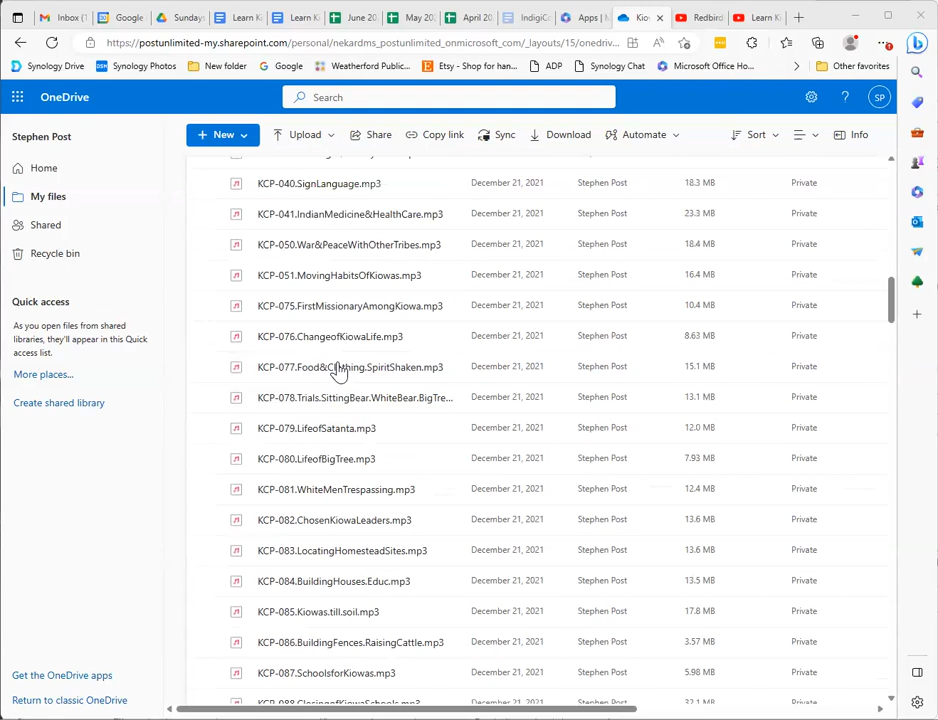 Inbox (1
Google
Sundays
Learn Ki
Learn Ki
June 20
May 202
April 20
IndigiCo
Apps | M
Kiow
Redbird
Learn Ki
https://postunlimited-my.sharepoint.com/personal/nekardms_postunlimited_onmicrosoft_com/_layouts/15/onedriv...
Synology Drive
Synology Photos
New folder
Google
Weatherford Public...
Etsy - Shop for han...
ADP
Synology Chat
Microsoft Office Ho...
Other favorites
OneDrive
Search
SP
Stephen Post
New
Upload
Share
Copy link
Sync
Download
Automate
Sort
Info
Home
My files
Shared
Recycle bin
Quick access
As you open files from shared
libraries, they'll appear in this Quick
access list.
More places...
Create shared library
Get the OneDrive apps
Return to classic OneDrive
KCP-040.SignLanguage.mp3 December 21, 2021 Stephen Post 18.3 MB Private
KCP-041.IndianMedicine&HealthCare.mp3 December 21, 2021 Stephen Post 23.3 MB Private
KCP-050.War&PeaceWithOtherTribes.mp3 December 21, 2021 Stephen Post 18.4 MB Private
KCP-051.MovingHabitsOfKiowas.mp3 December 21, 2021 Stephen Post 16.4 MB Private
KCP-075.FirstMissionaryAmongKiowa.mp3 December 21, 2021 Stephen Post 10.4 MB Private
KCP-076.ChangeofKiowaLife.mp3 December 21, 2021 Stephen Post 8.63 MB Private
KCP-077.Food&Clothing.SpiritShaken.mp3 December 21, 2021 Stephen Post 15.1 MB Private
KCP-078.Trials.SittingBear.WhiteBear.BigTre... December 21, 2021 Stephen Post 13.1 MB Private
KCP-079.LifeofSatanta.mp3 December 21, 2021 Stephen Post 12.0 MB Private
KCP-080.LifeofBigTree.mp3 December 21, 2021 Stephen Post 7.93 MB Private
KCP-081.WhiteMenTrespassing.mp3 December 21, 2021 Stephen Post 12.4 MB Private
KCP-082.ChosenKiowaLeaders.mp3 December 21, 2021 Stephen Post 13.6 MB Private
KCP-083.LocatingHomesteadSites.mp3 December 21, 2021 Stephen Post 13.6 MB Private
KCP-084.BuildingHouses.Educ.mp3 December 21, 2021 Stephen Post 13.5 MB Private
KCP-085.Kiowas.till.soil.mp3 December 21, 2021 Stephen Post 17.8 MB Private
KCP-086.BuildingFences.RaisingCattle.mp3 December 21, 2021 Stephen Post 3.57 MB Private
KCP-087.SchoolsforKiowas.mp3 December 21, 2021 Stephen Post 5.98 MB Private
KCP-088.ClosingofKiowaSchools.mp3 December 21, 2021 Stephen Post 32.1 MB Private